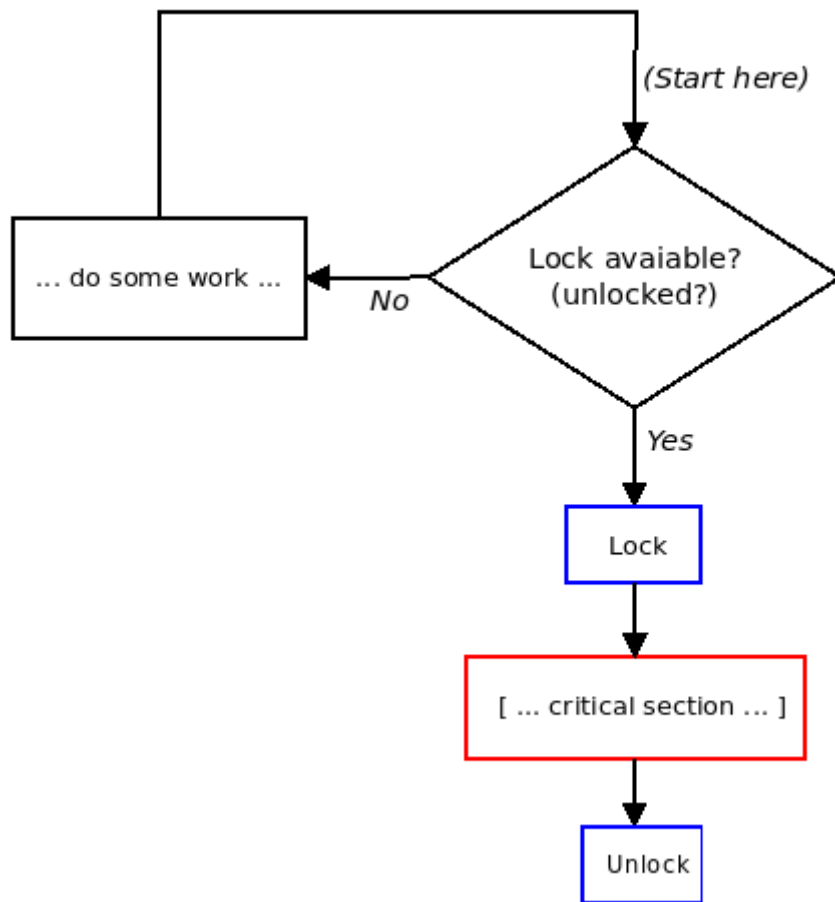 (Start here)
Lock avaiable?
(unlocked?)
... do some work ...
No
Yes
Lock
[ ... critical section ... ]
Unlock